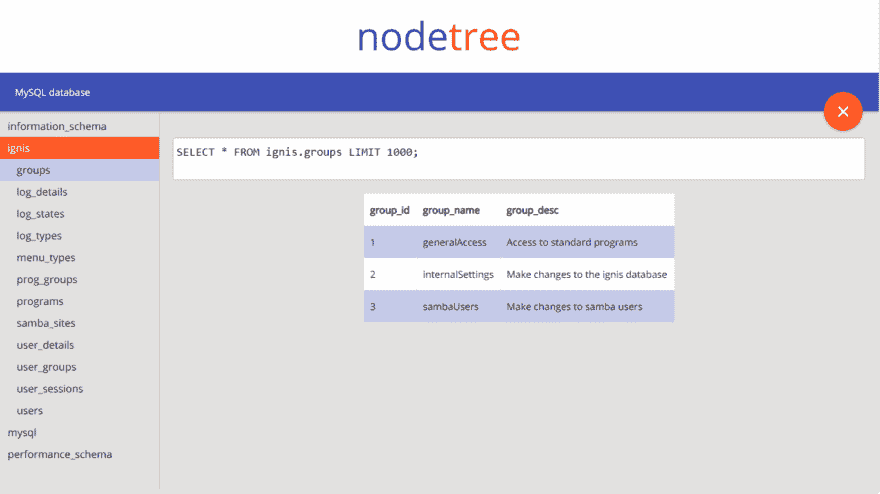 nodetree
MySQL database
information_schema
ignis
groups
log_details
log_states
log_types
menu_types
prog_groups
programs
samba_sites
user_details
user_groups
user_sessions
users
mysql
performance_schema
SELECT * FROM ignis.groups LIMIT 1000;
group_id group_name group_desc
1 generalAccess Access to standard programs
2 internalSettings Make changes to the ignis database
3 sambaUsers Make changes to samba users